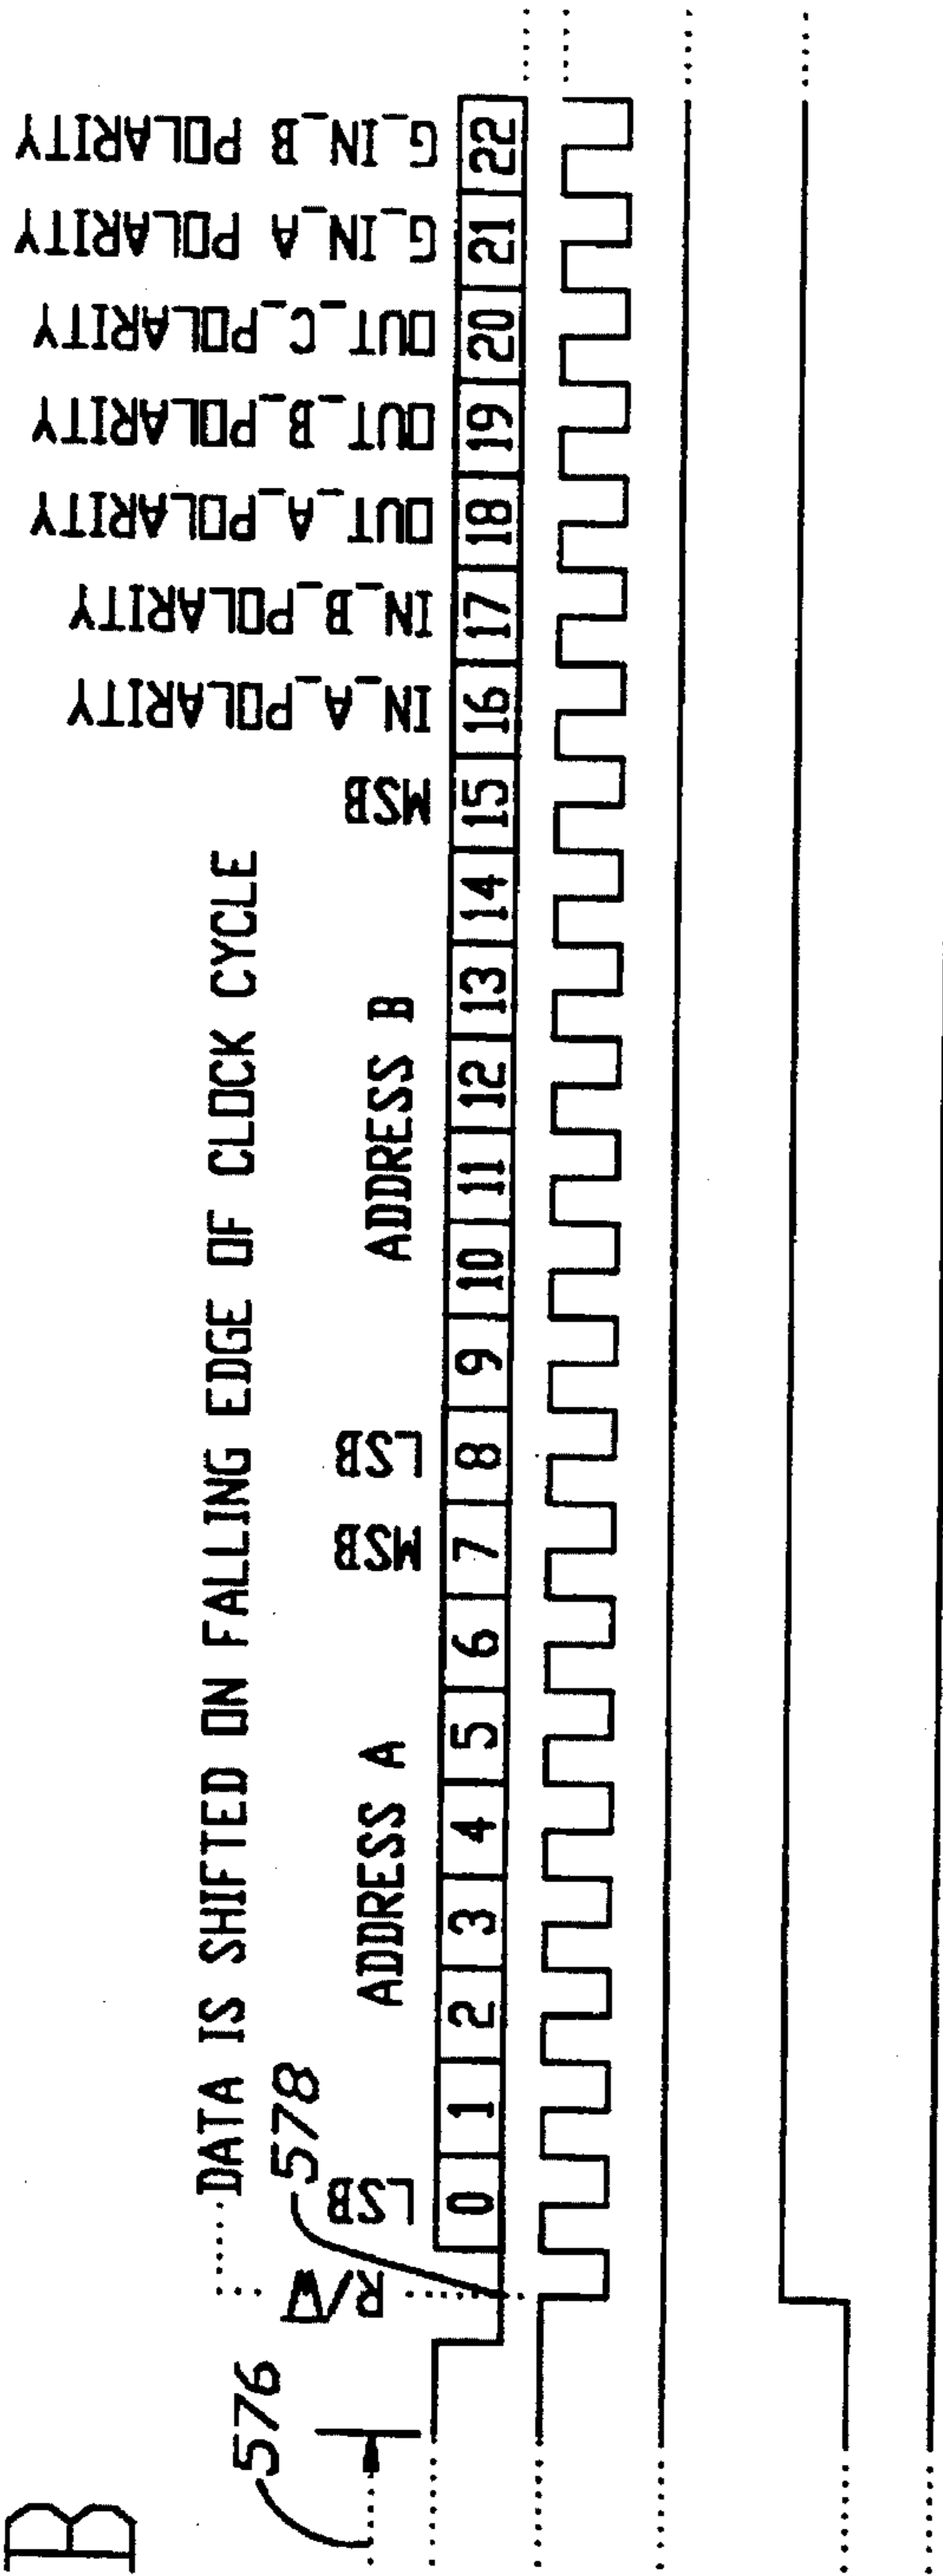 B
576
578
DATA IS SHIFTED ON FALLING EDGE OF CLOCK CYCLE
R/W̅
LSB
ADDRESS A
MSB
LSB
ADDRESS B
MSB
IN_A_POLARITY
IN_B_POLARITY
OUT_A_POLARITY
OUT_B_POLARITY
OUT_C_POLARITY
G_IN_A POLARITY
G_IN_B POLARITY
0 1 2 3 4 5 6 7 8 9 10 11 12 13 14 15 16 17 18 19 20 21 22